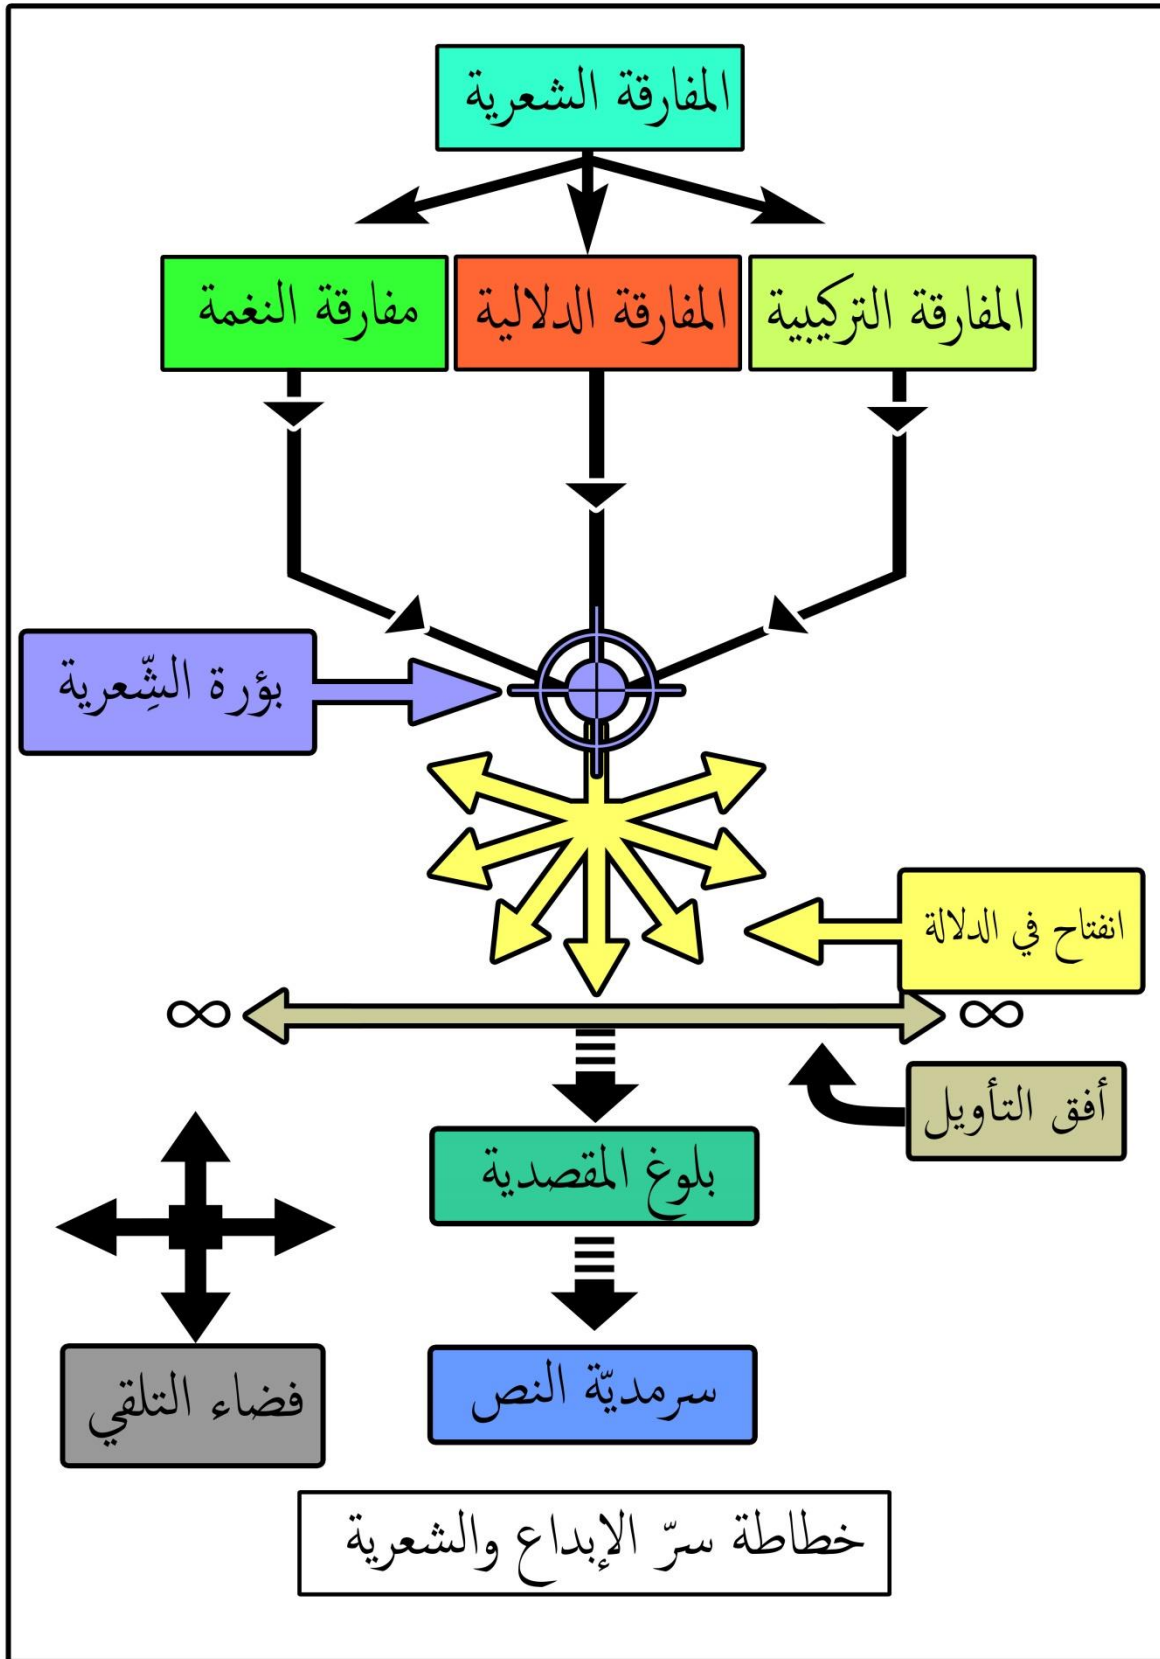 المفارقة الشعرية
المفارقة التركيبية
المفارقة الدلالية
مفارقة النغمة
بؤرة الشِّعرية
انفتاح في الدلالة
∞ ∞
أفق التأويل
بلوغ المقصدية
سرمديّة النص
فضاء التلقي
خطاطة سرّ الإبداع والشعرية